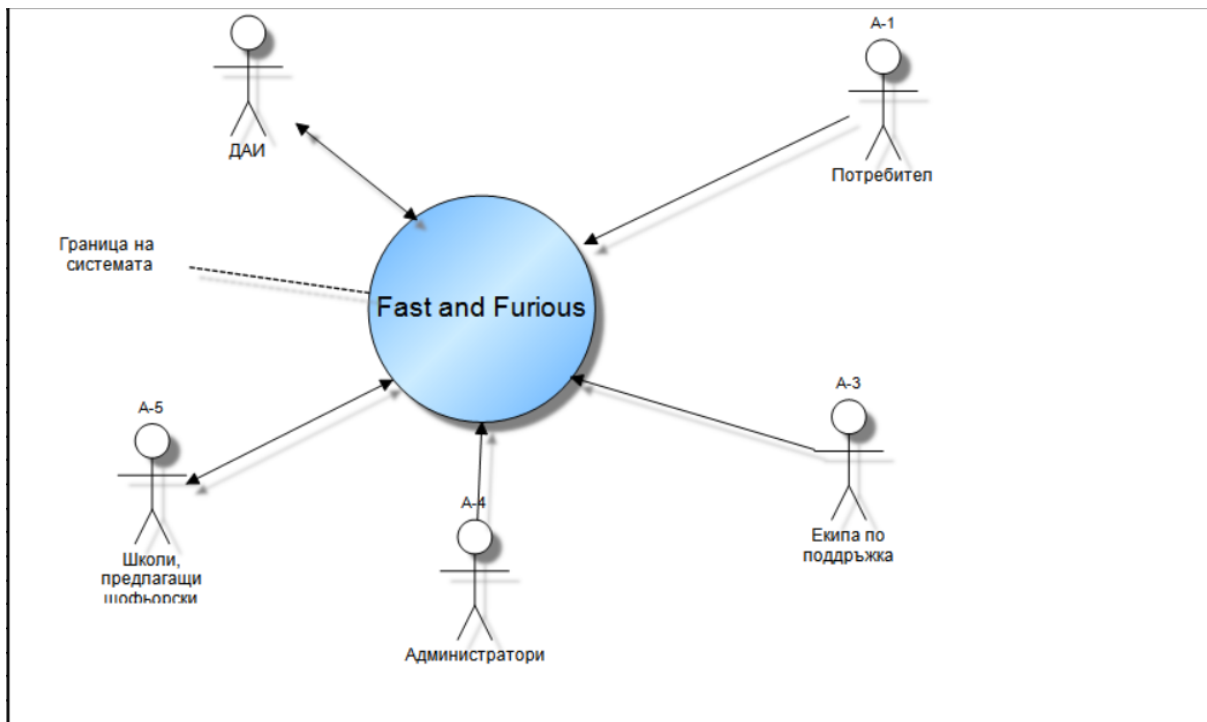 A-1
ДАИ
Потребител
Граница на
системата
Fast and Furious
A-3
A-5
A-4
Екипа по
поддръжка
Школи,
предлагащи
шофьорски
Администратори